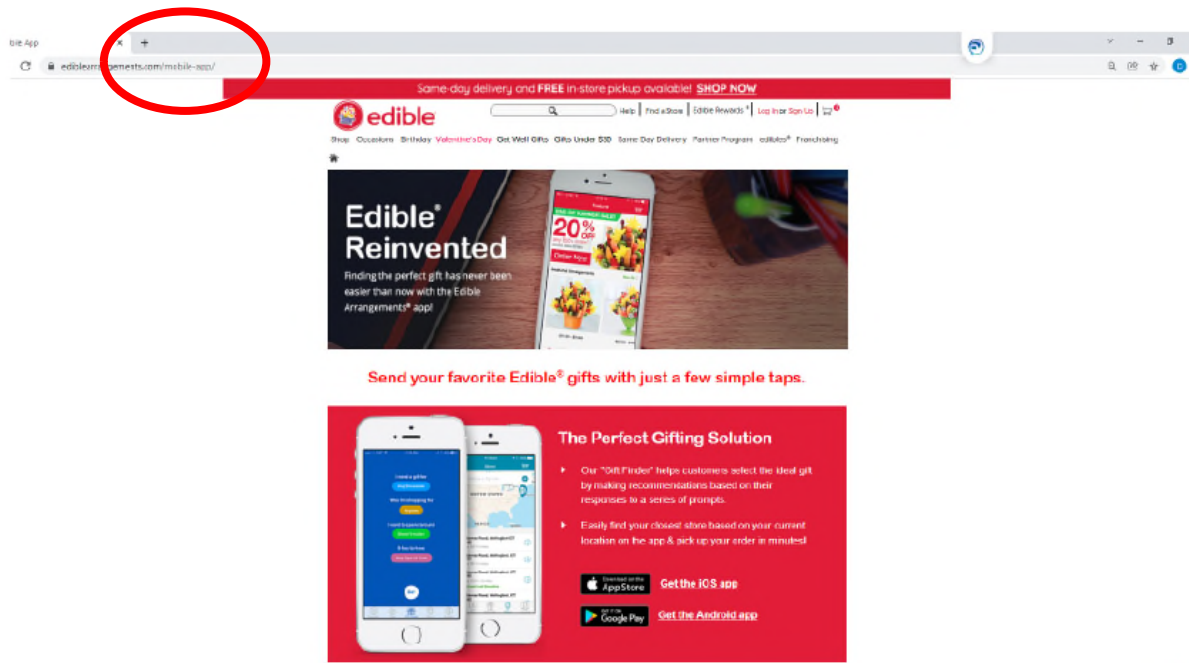 ble App × +
ediblearrangements.com/mobile-app/
Same-day delivery and FREE in-store pickup available! SHOP NOW
edible Help | Find a Store | Edible Rewards ® | Log In or Sign Up | 0
Shop Occasions Birthday Valentine's Day Get Well Gifts Gifts Under $30 Same Day Delivery Partner Program edibles® Franchising
Edible®
Reinvented
Finding the perfect gift has never been
easier than now with the Edible
Arrangements® app!
20% OFF
Order Now
Send your favorite Edible® gifts with just a few simple taps.
The Perfect Gifting Solution
Our "Gift Finder" helps customers select the ideal gift
by making recommendations based on their
responses to a series of prompts.
Easily find your closest store based on your current
location on the app & pick up your order in minutes!
I need a gift for
Download on the
App Store
Get the iOS app
GET IT ON
Google Play
Get the Android app